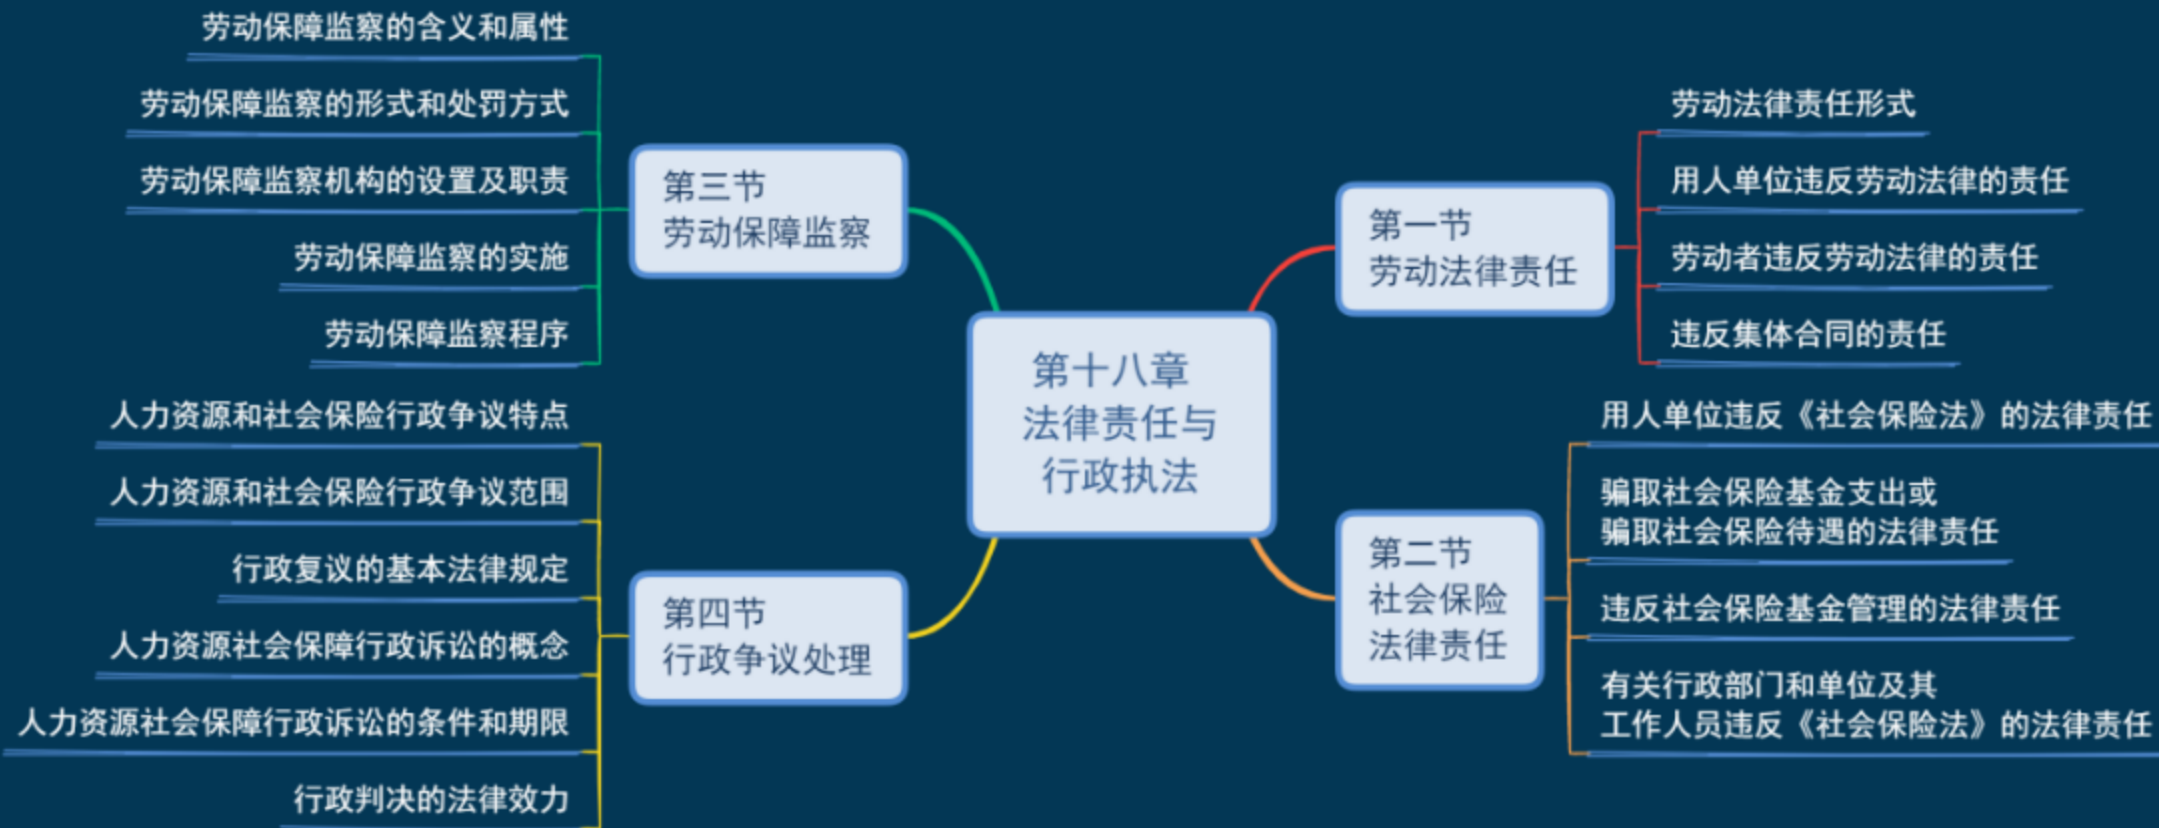 第十八章
法律责任与
行政执法
第一节
劳动法律责任
劳动法律责任形式
用人单位违反劳动法律的责任
劳动者违反劳动法律的责任
违反集体合同的责任
第二节
社会保险
法律责任
用人单位违反《社会保险法》的法律责任
骗取社会保险基金支出或
骗取社会保险待遇的法律责任
违反社会保险基金管理的法律责任
有关行政部门和单位及其
工作人员违反《社会保险法》的法律责任
第三节
劳动保障监察
劳动保障监察的含义和属性
劳动保障监察的形式和处罚方式
劳动保障监察机构的设置及职责
劳动保障监察的实施
劳动保障监察程序
第四节
行政争议处理
人力资源和社会保险行政争议特点
人力资源和社会保险行政争议范围
行政复议的基本法律规定
人力资源社会保障行政诉讼的概念
人力资源社会保障行政诉讼的条件和期限
行政判决的法律效力